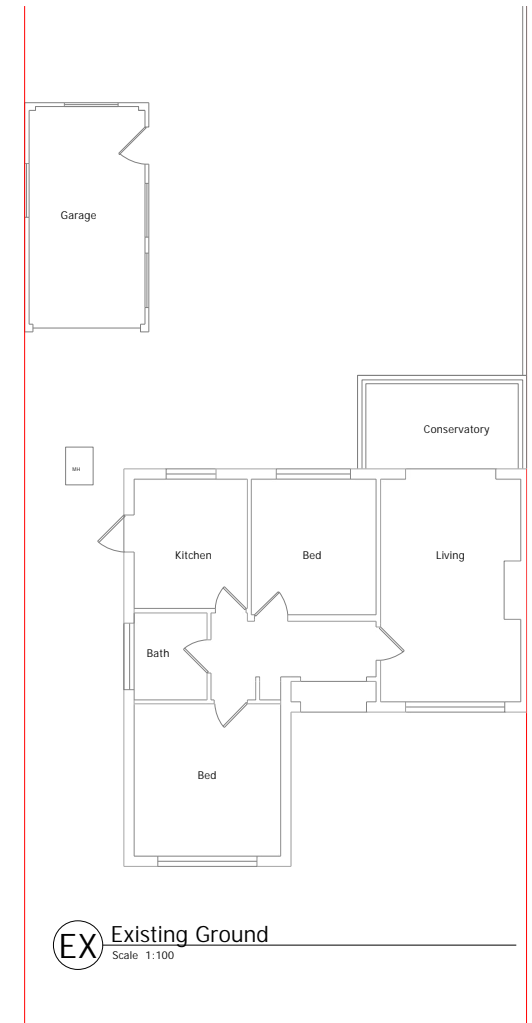 Garage
Conservatory
MH
Kitchen
Bed
Living
Bath
Bed
EX
Existing Ground
Scale 1:100